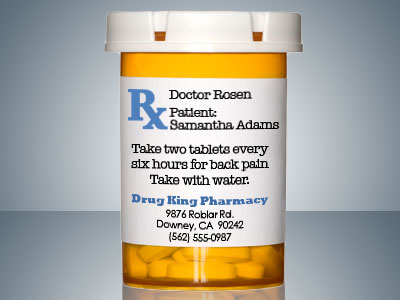 Rx
Doctor Rosen
Patient:
Samantha Adams
Take two tablets every
six hours for back pain
Take with water.
Drug King Pharmacy
9876 Roblar Rd.
Downey, CA 90242
(562) 555-0987